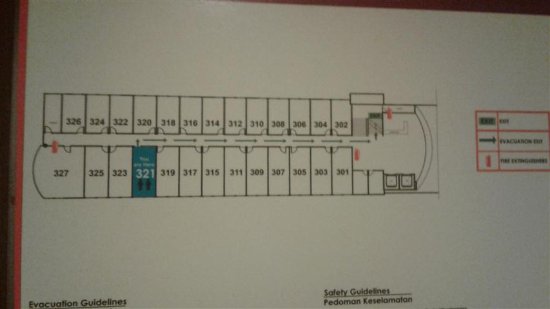 326 324 322 320 318 316 314 312 310 308 306 304 302
EXIT
You
are Here
327 325 323 321 319 317 315 311 309 307 305 303 301
EXIT EXIT
EVACUATION EXIT
FIRE EXTINGUISHERS
Evacuation Guidelines
Safety Guidelines
Pedoman Keselamatan